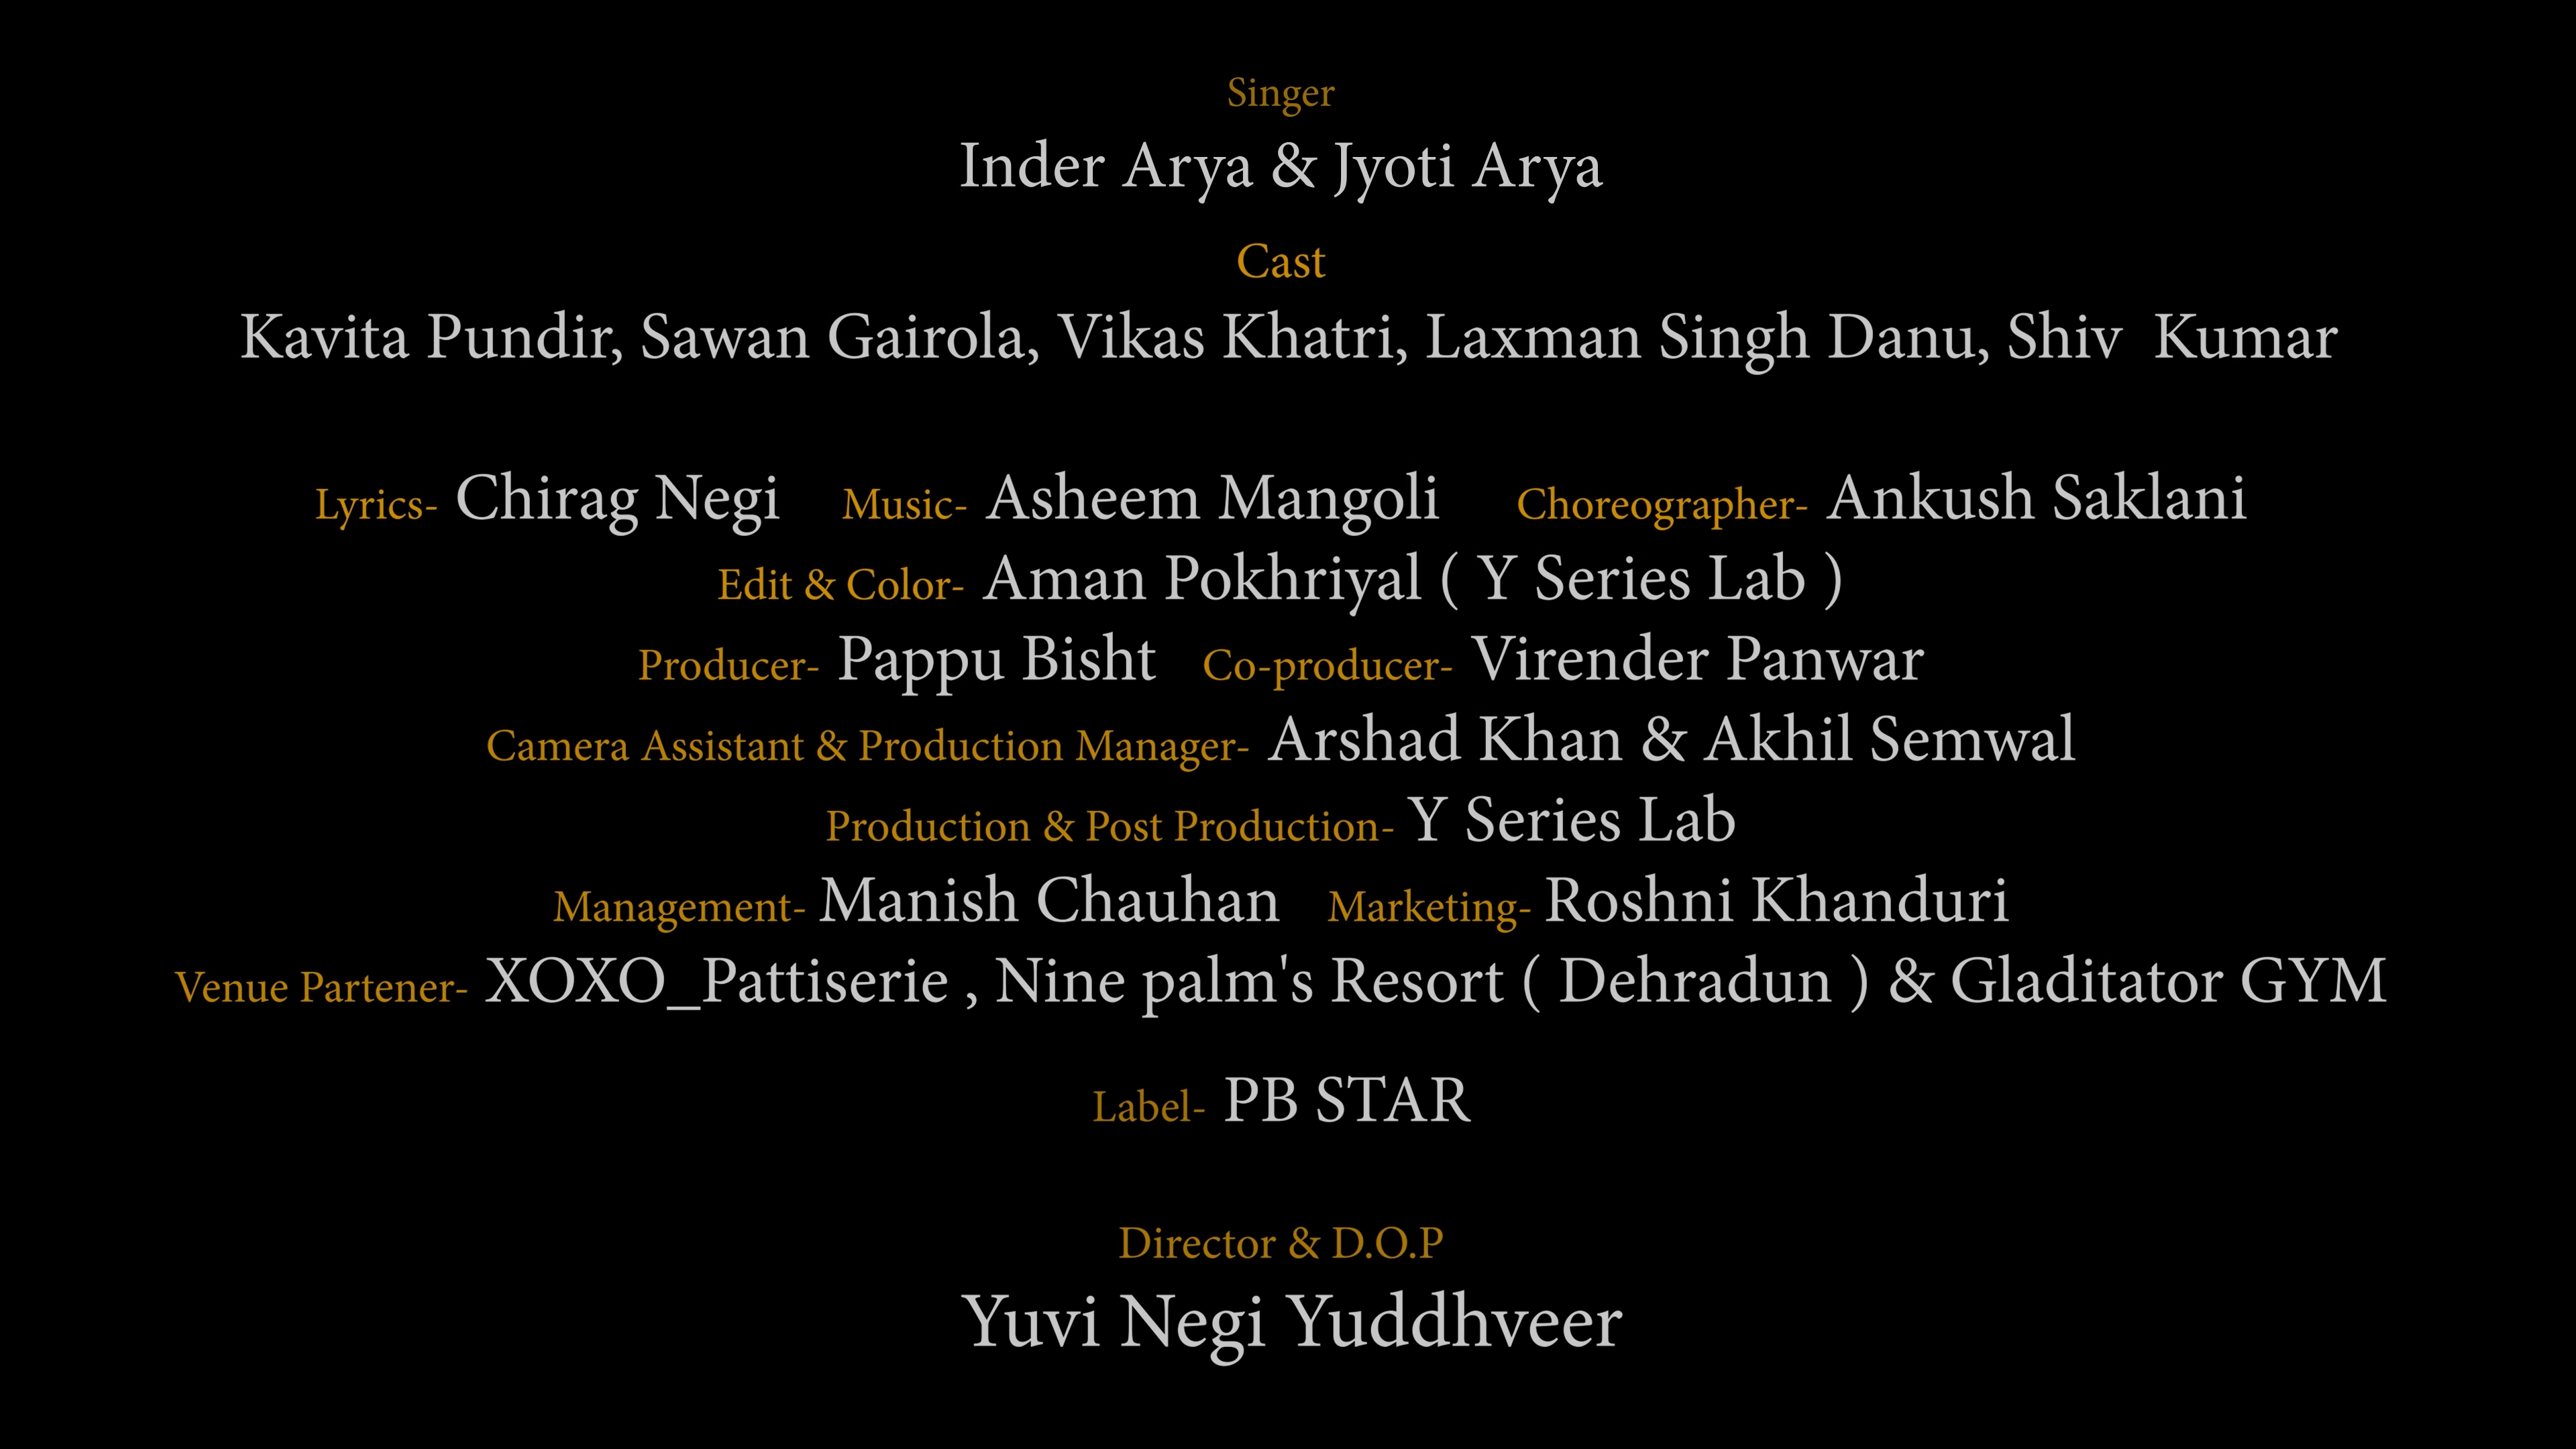 Singer
Inder Arya & Jyoti Arya
Cast
Kavita Pundir, Sawan Gairola, Vikas Khatri, Laxman Singh Danu, Shiv  Kumar
Lyrics- Chirag Negi Music- Asheem Mangoli Choreographer- Ankush Saklani
Edit & Color- Aman Pokhriyal ( Y Series Lab )
Producer- Pappu Bisht Co-producer- Virender Panwar
Camera Assistant & Production Manager- Arshad Khan & Akhil Semwal
Production & Post Production- Y Series Lab
Management- Manish Chauhan Marketing- Roshni Khanduri
Venue Partener- XOXO_Pattiserie , Nine palm's Resort ( Dehradun ) & Gladitator GYM
Label- PB STAR
Director & D.O.P
Yuvi Negi Yuddhveer